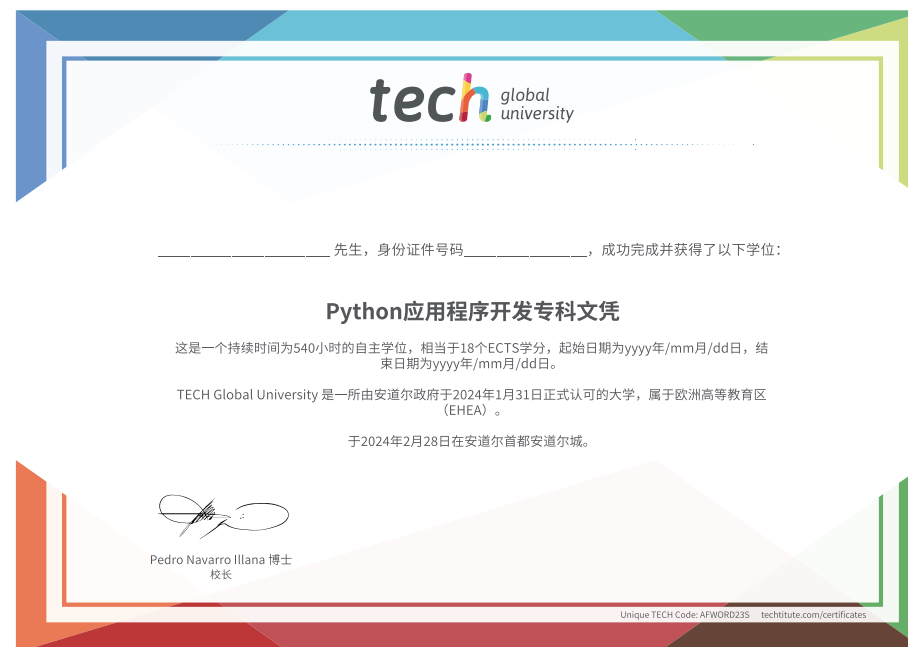 tech global
university
____________________ 先生，身份证件号码______________，成功完成并获得了以下学位：
Python应用程序开发专科文凭
这是一个持续时间为540小时的自主学位，相当于18个ECTS学分，起始日期为yyyy年/mm月/dd日，结
束日期为yyyy年/mm月/dd日。
TECH Global University 是一所由安道尔政府于2024年1月31日正式认可的大学，属于欧洲高等教育区
（EHEA）。
于2024年2月28日在安道尔首都安道尔城。
Pedro Navarro Illana 博士
校长
Unique TECH Code: AFWORD23S techtitute.com/certificates